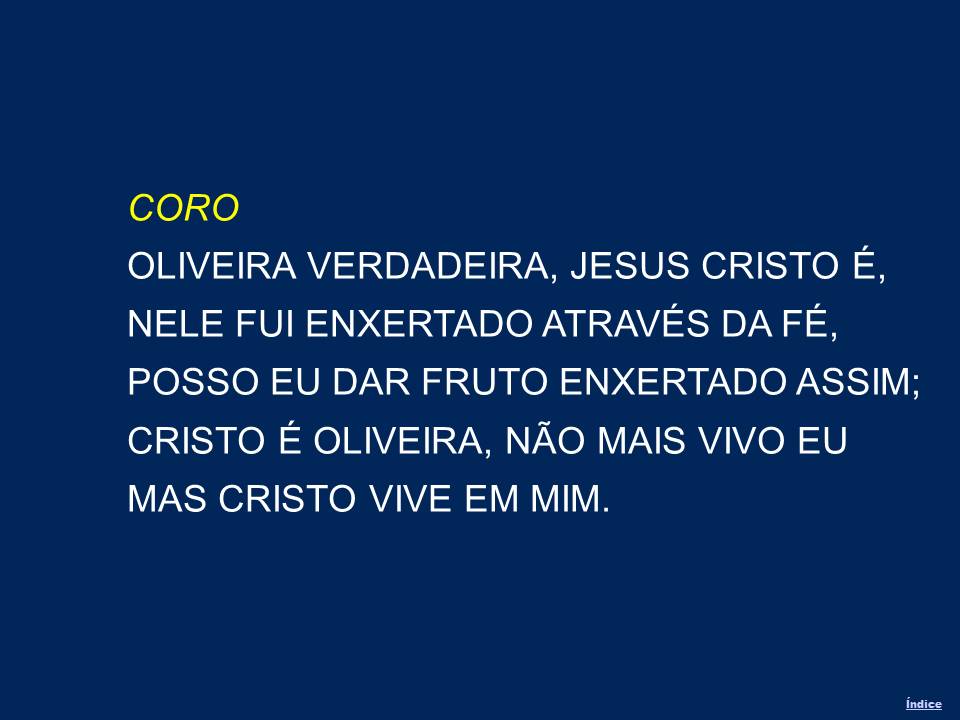 CORO
OLIVEIRA VERDADEIRA, JESUS CRISTO É,
NELE FUI ENXERTADO ATRAVÉS DA FÉ,
POSSO EU DAR FRUTO ENXERTADO ASSIM;
CRISTO É OLIVEIRA, NÃO MAIS VIVO EU
MAS CRISTO VIVE EM MIM.
Índice